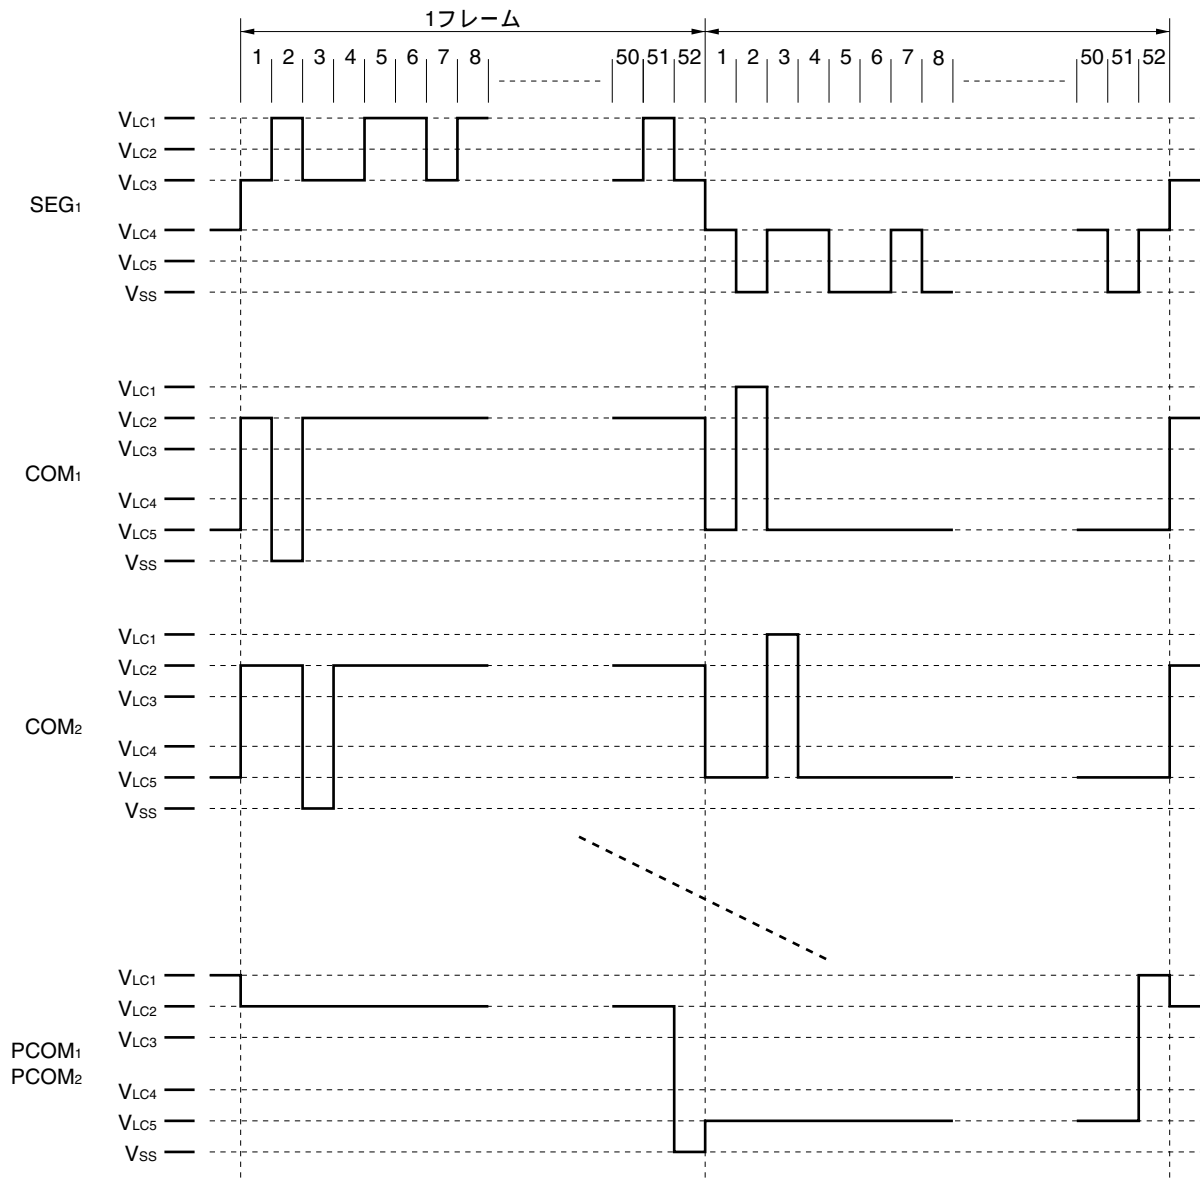 1フレーム
1 2 3 4 5 6 7 8 50 51 52 1 2 3 4 5 6 7 8 50 51 52
SEG1
VLC1
VLC2
VLC3
VLC4
VLC5
VSS
COM1
VLC1
VLC2
VLC3
VLC4
VLC5
VSS
COM2
VLC1
VLC2
VLC3
VLC4
VLC5
VSS
PCOM1
PCOM2
VLC1
VLC2
VLC3
VLC4
VLC5
VSS